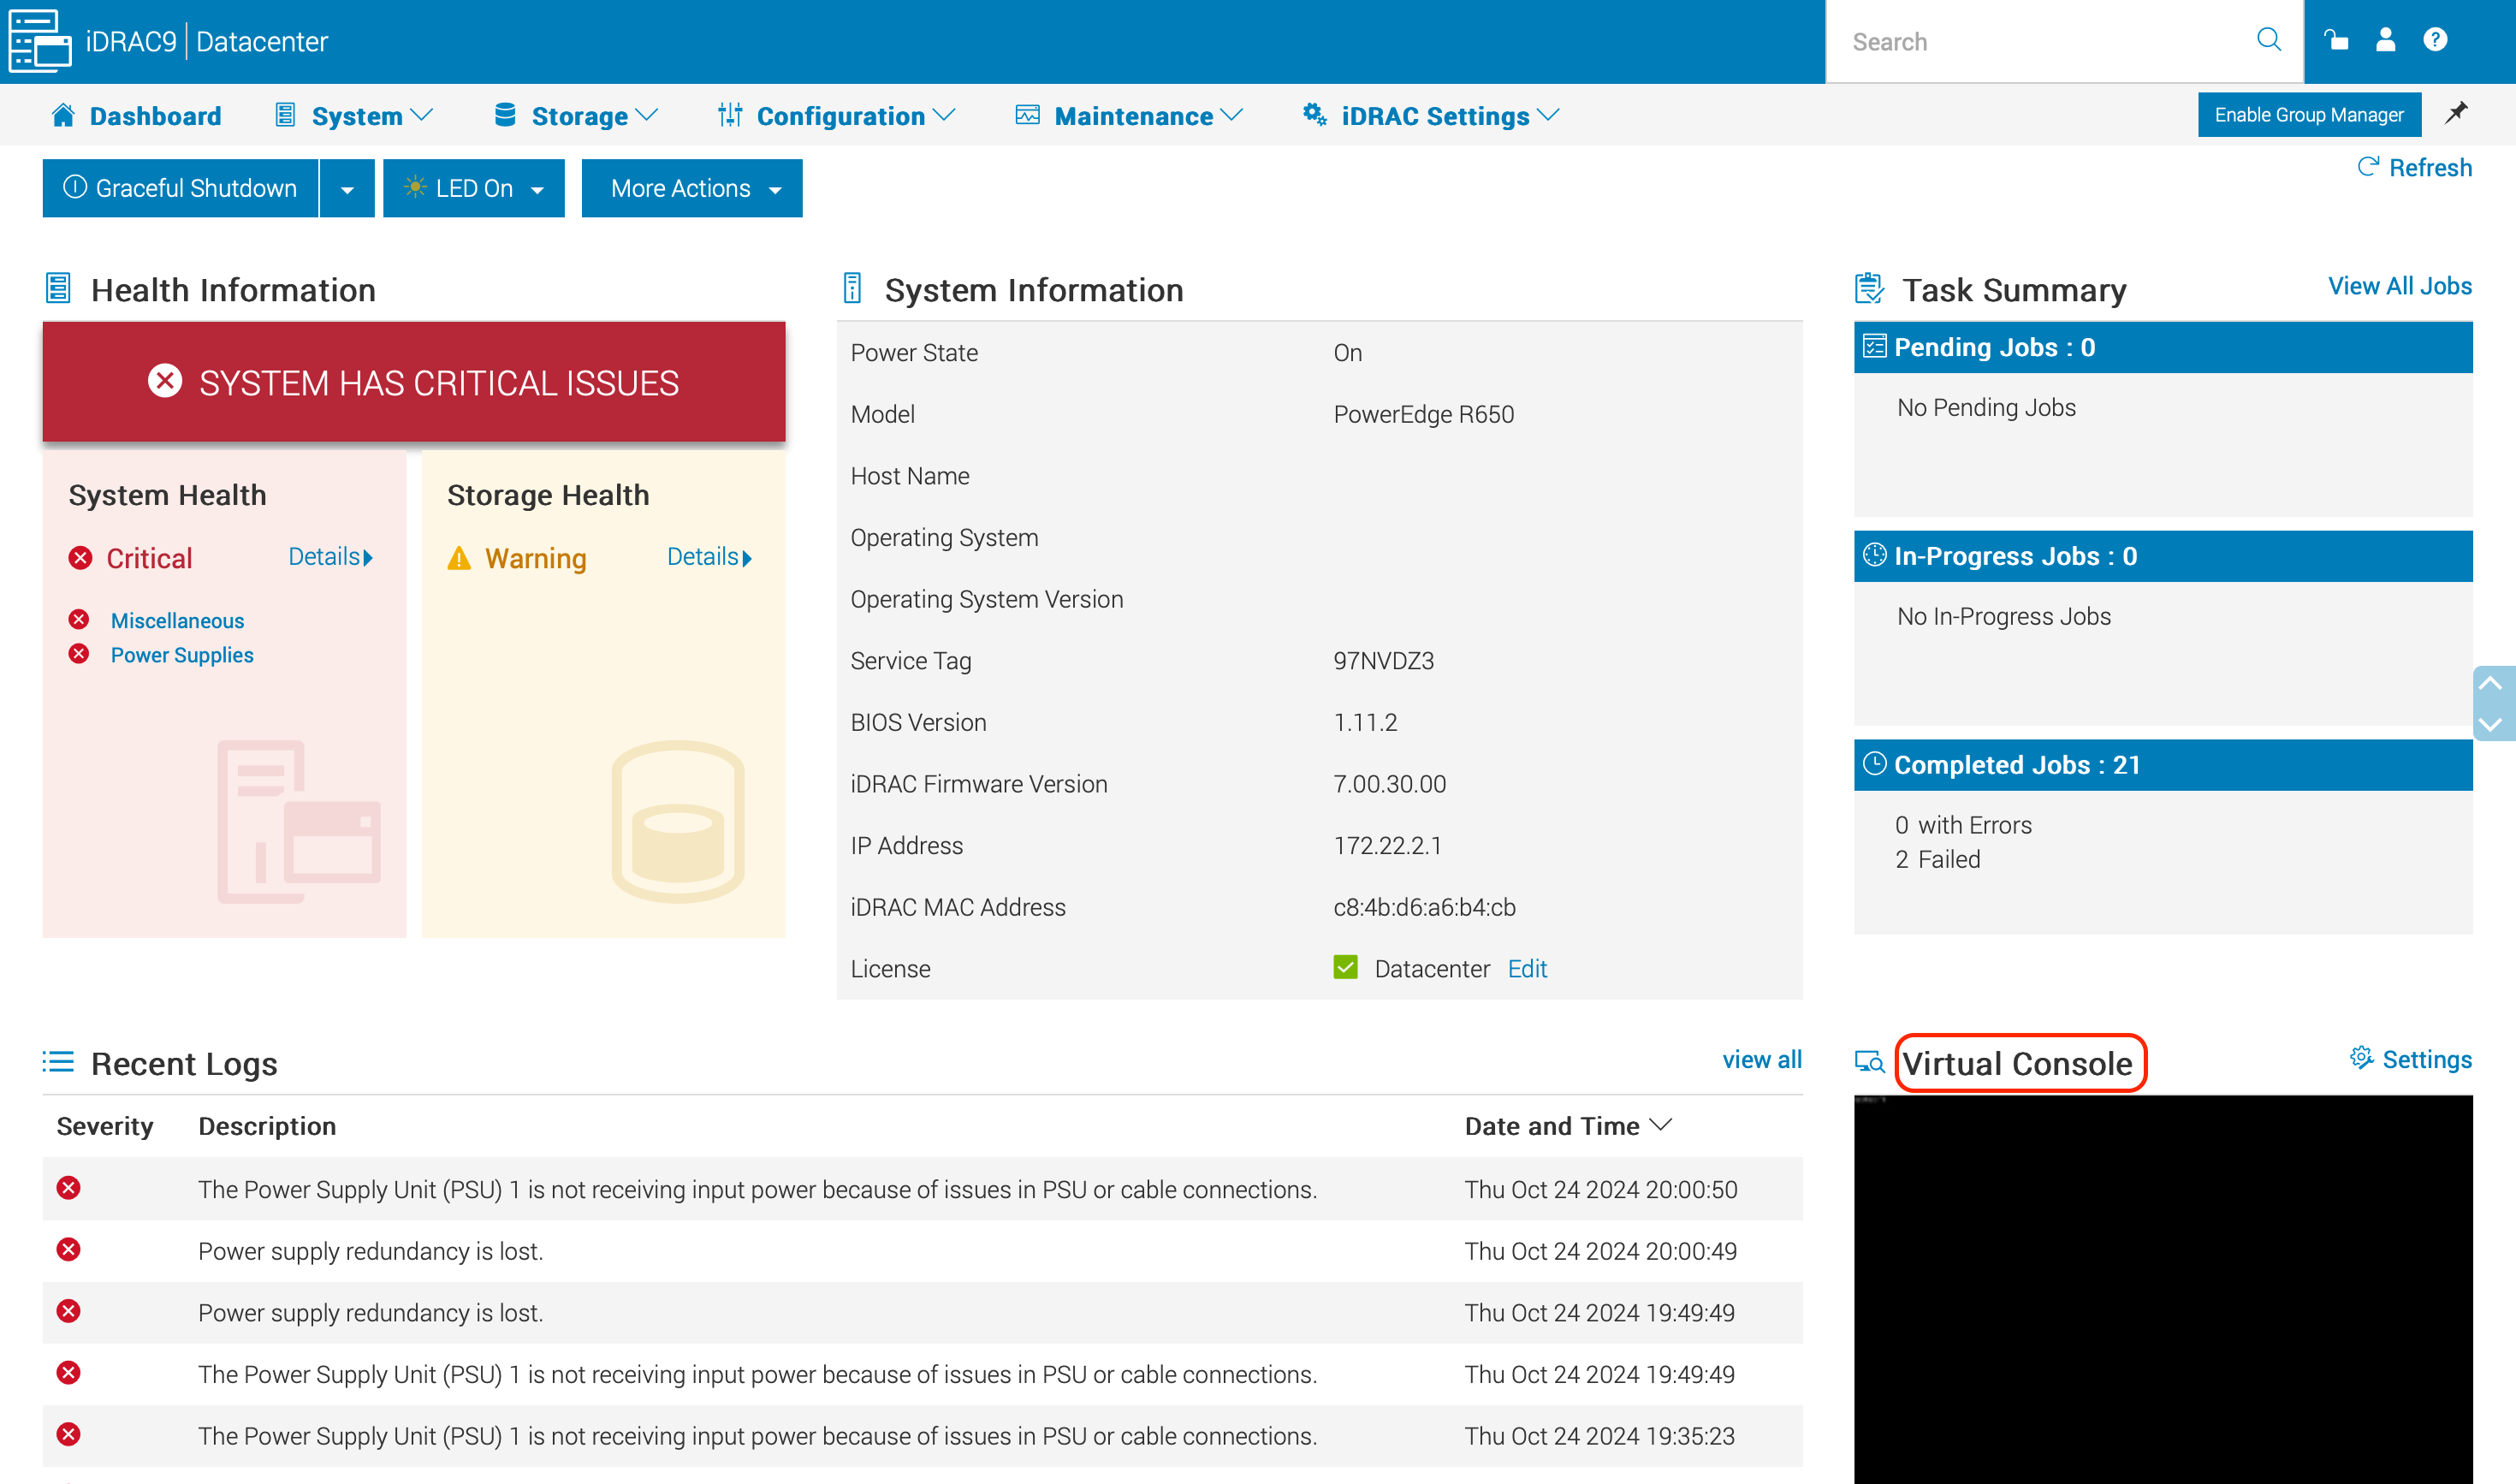 iDRAC9 | Datacenter
Search
Dashboard
System
Storage
Configuration
Maintenance
iDRAC Settings
Enable Group Manager
Graceful Shutdown
LED On
More Actions
Refresh
Health Information
SYSTEM HAS CRITICAL ISSUES
System Health
Critical
Details
Miscellaneous
Power Supplies
Storage Health
Warning
Details
System Information
Power State On
Model PowerEdge R650
Host Name
Operating System
Operating System Version
Service Tag 97NVDZ3
BIOS Version 1.11.2
iDRAC Firmware Version 7.00.30.00
IP Address 172.22.2.1
iDRAC MAC Address c8:4b:d6:a6:b4:cb
License Datacenter Edit
Task Summary
View All Jobs
Pending Jobs : 0
No Pending Jobs
In-Progress Jobs : 0
No In-Progress Jobs
Completed Jobs : 21
0 with Errors
2 Failed
Recent Logs
view all
Severity Description Date and Time
The Power Supply Unit (PSU) 1 is not receiving input power because of issues in PSU or cable connections. Thu Oct 24 2024 20:00:50
Power supply redundancy is lost. Thu Oct 24 2024 20:00:49
Power supply redundancy is lost. Thu Oct 24 2024 19:49:49
The Power Supply Unit (PSU) 1 is not receiving input power because of issues in PSU or cable connections. Thu Oct 24 2024 19:49:49
The Power Supply Unit (PSU) 1 is not receiving input power because of issues in PSU or cable connections. Thu Oct 24 2024 19:35:23
Virtual Console
Settings